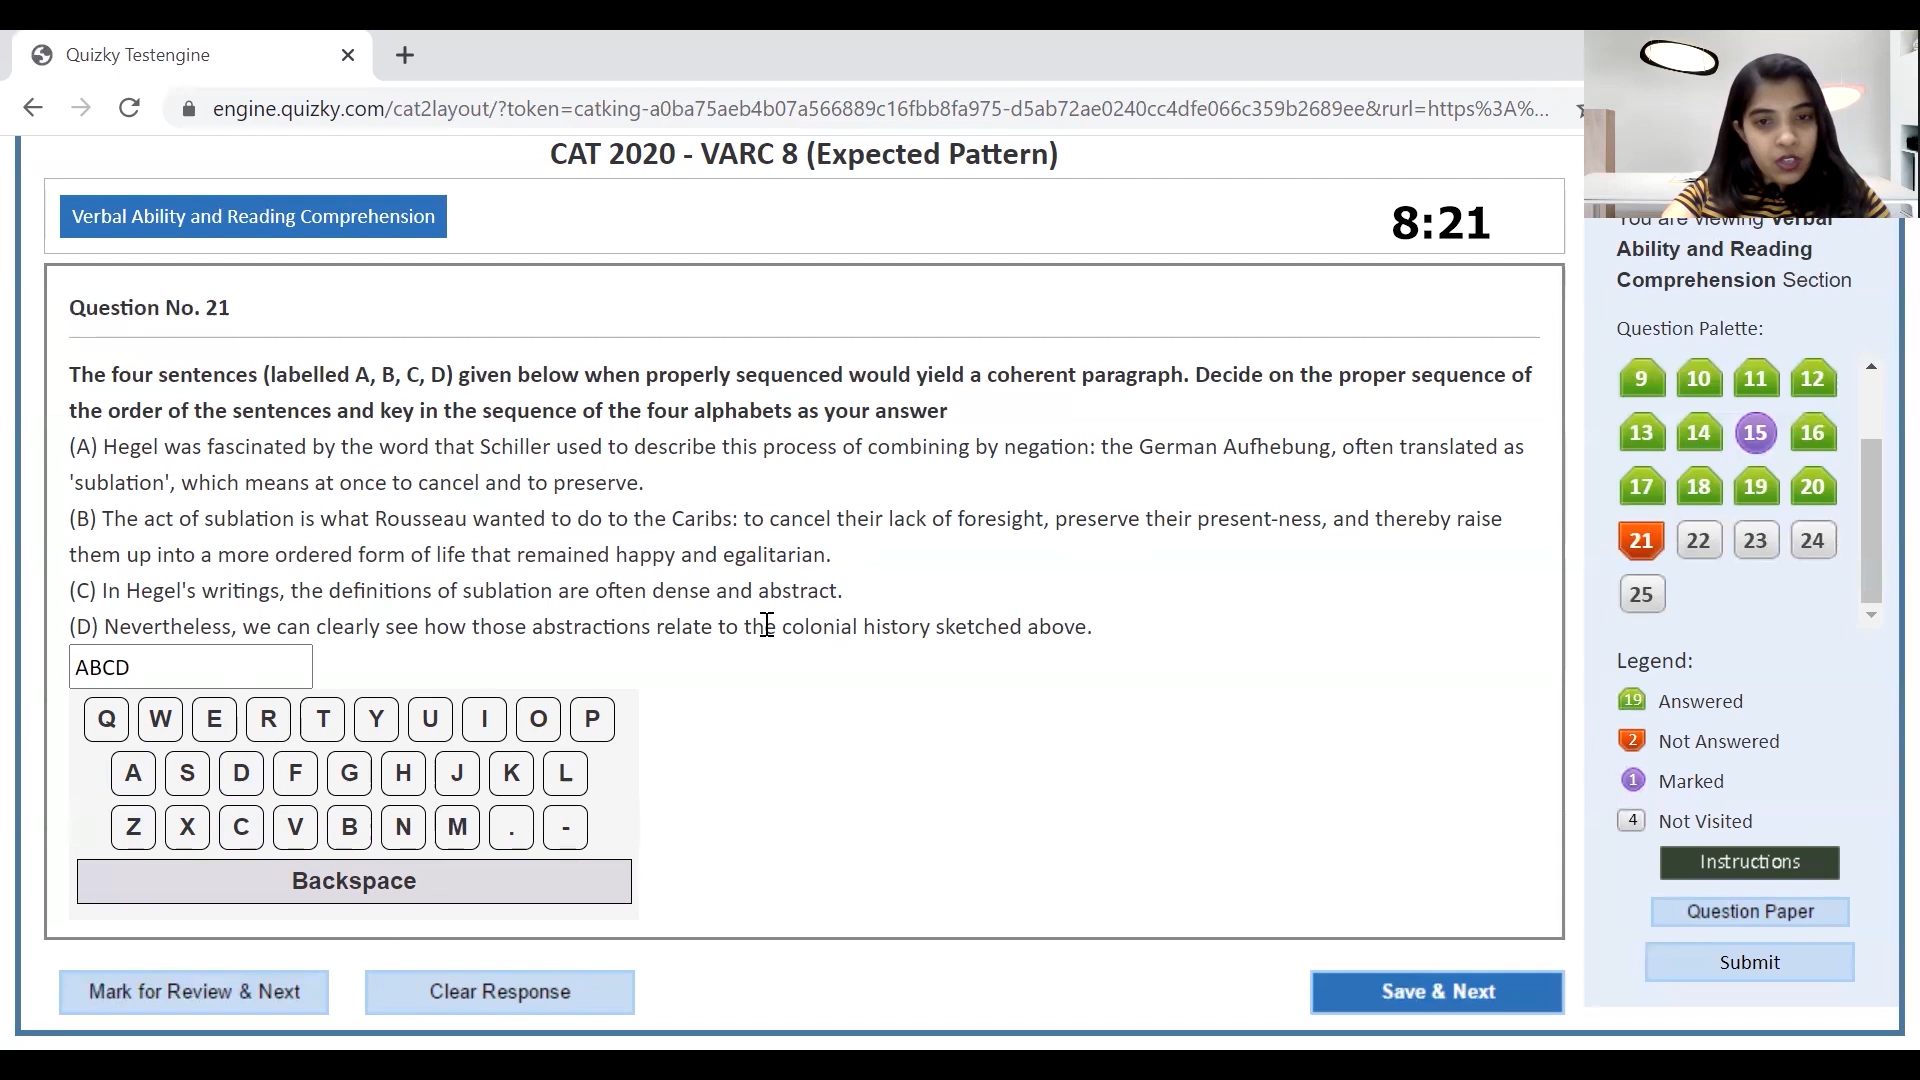 Quizky Testengine
engine.quizky.com/cat2layout/?token=catking-a0ba75aeb4b07a566889c16fbb8fa975-d5ab72ae0240cc4dfe066c359b2689ee&rurl=https%3A%...
CAT 2020 - VARC 8 (Expected Pattern)
Verbal Ability and Reading Comprehension
8:21
Question No. 21
The four sentences (labelled A, B, C, D) given below when properly sequenced would yield a coherent paragraph. Decide on the proper sequence of
the order of the sentences and key in the sequence of the four alphabets as your answer
(A) Hegel was fascinated by the word that Schiller used to describe this process of combining by negation: the German Aufhebung, often translated as
'sublation', which means at once to cancel and to preserve.
(B) The act of sublation is what Rousseau wanted to do to the Caribs: to cancel their lack of foresight, preserve their present-ness, and thereby raise
them up into a more ordered form of life that remained happy and egalitarian.
(C) In Hegel's writings, the definitions of sublation are often dense and abstract.
(D) Nevertheless, we can clearly see how those abstractions relate to the colonial history sketched above.
ABCD
Q W E R T Y U I O P
A S D F G H J K L
Z X C V B N M . -
Backspace
Mark for Review & Next
Clear Response
Save & Next
You are viewing Verbal
Ability and Reading
Comprehension Section
Question Palette:
9 10 11 12
13 14 15 16
17 18 19 20
21 22 23 24
25
Legend:
19 Answered
2 Not Answered
1 Marked
4 Not Visited
Instructions
Question Paper
Submit